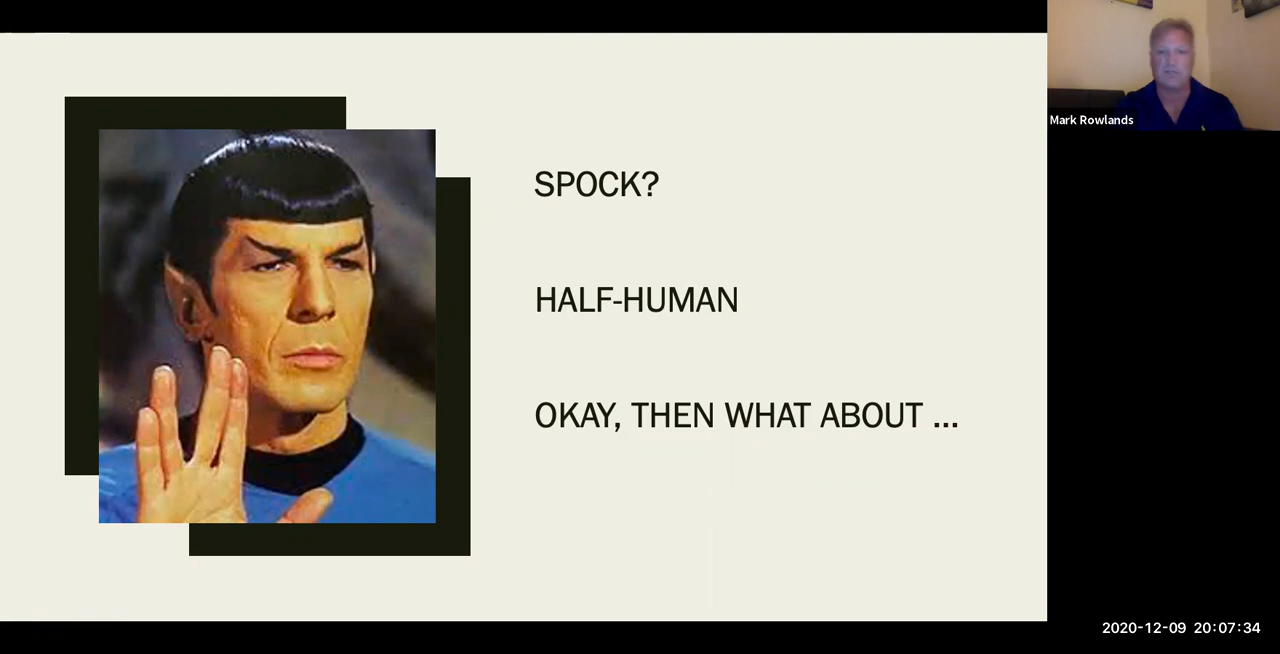 SPOCK?
HALF-HUMAN
OKAY, THEN WHAT ABOUT ...
Mark Rowlands
2020-12-09 20:07:34